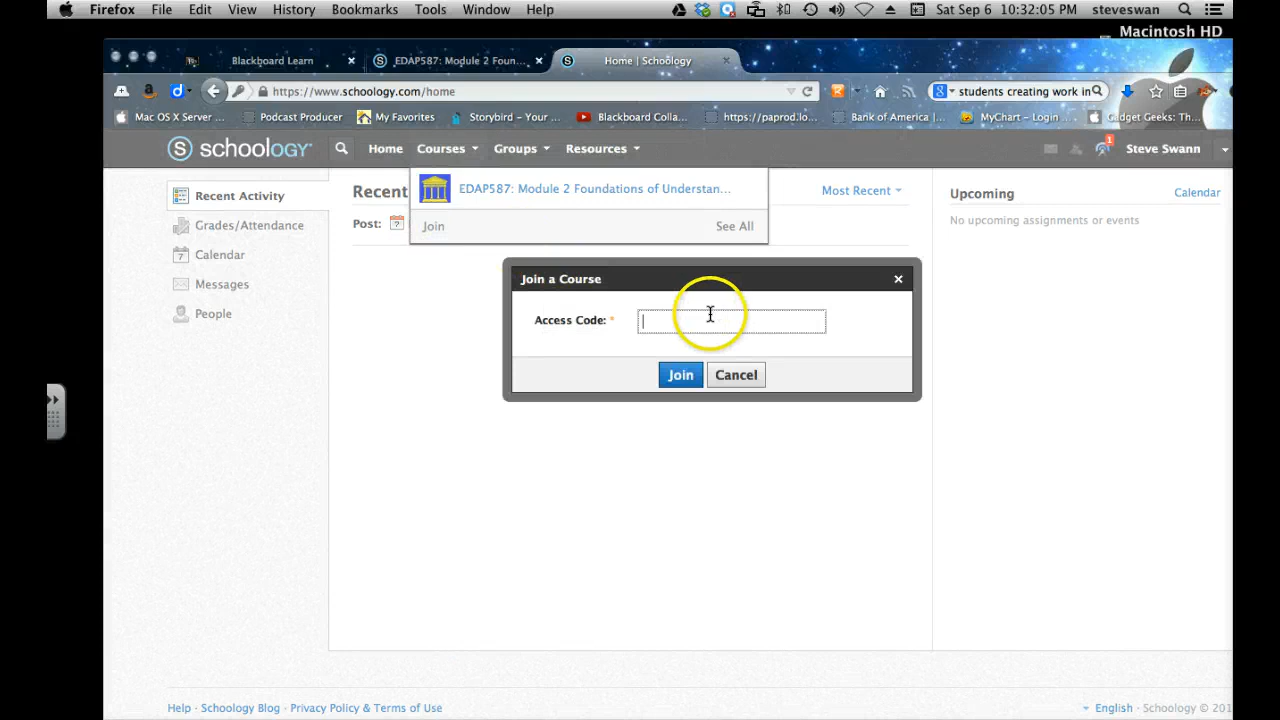 Firefox File Edit View History Bookmarks Tools Window Help Sat Sep 6 10:32:05 PM steveswan
Macintosh HD
Blackboard Learn EDAP587: Module 2 Foun... Home | Schoology
https://www.schoology.com/home students creating work in
Mac OS X Server ... Podcast Producer My Favorites Storybird - Your ... Blackboard Colla... https://paprod.lo... Bank of America |... MyChart - Login ... Gadget Geeks: Th...
S schoology Home Courses Groups Resources 1 Steve Swann
EDAP587: Module 2 Foundations of Understan...
Join See All
Recent Activity
Grades/Attendance
7 Calendar
Messages
People
Recent Most Recent
Post: 7
Upcoming Calendar
No upcoming assignments or events
Join a Course
Access Code: *
Join Cancel
Help · Schoology Blog · Privacy Policy & Terms of Use English · Schoology © 201